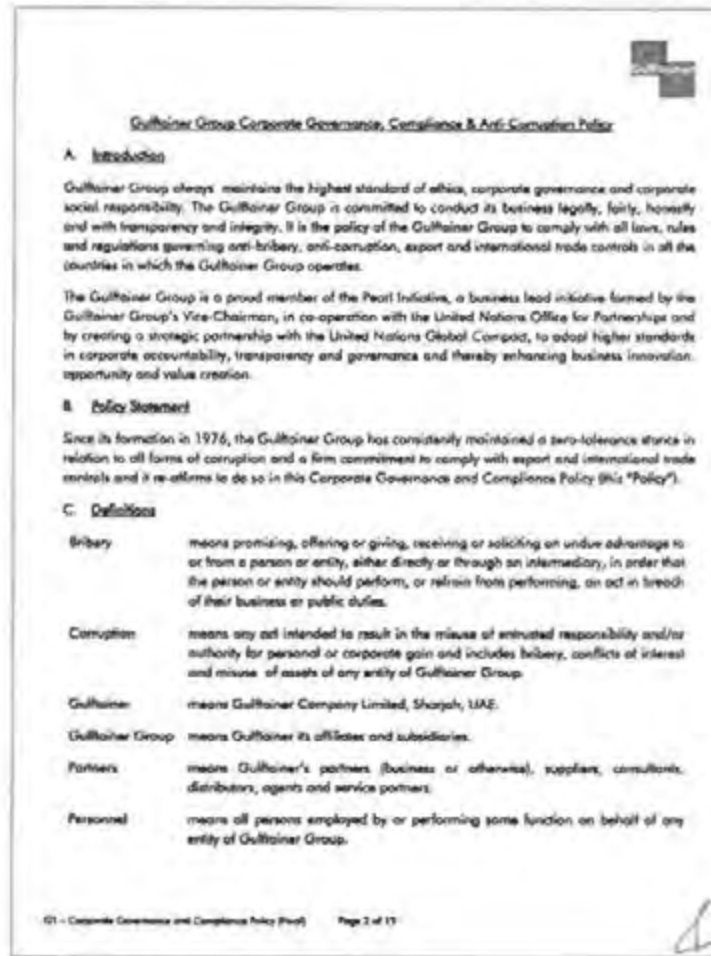 Gulftainer Group Corporate Governance, Compliance & Anti Corruption Policy
A. Introduction
Gulftainer Group always maintains the highest standard of ethics, corporate governance and corporate
social responsibility. The Gulftainer Group is committed to conduct its business legally, fairly, honestly
and with transparency and integrity. It is the policy of the Gulftainer Group to comply with all laws, rules
and regulations governing anti-bribery, anti-corruption, export and international trade controls in all the
countries in which the Gulftainer Group operates.
The Gulftainer Group is a proud member of the Pearl Initiative, a business lead initiative formed by the
Gulftainer Group's Vice-Chairman, in co-operation with the United Nations Office for Partnerships and
by creating a strategic partnership with the United Nations Global Compact, to adopt higher standards
in corporate accountability, transparency and governance and thereby enhancing business innovation,
opportunity and value creation.
B. Policy Statement
Since its formation in 1976, the Gulftainer Group has consistently maintained a zero-tolerance stance in
relation to all forms of corruption and a firm commitment to comply with export and international trade
controls and it re-affirms to do so in this Corporate Governance and Compliance Policy (this "Policy").
C. Definitions
Bribery means promising, offering or giving, receiving or soliciting an undue advantage to
or from a person or entity, either directly or through an intermediary, in order that
the person or entity should perform, or refrain from performing, an act in breach
of their business or public duties.
Corruption means any act intended to result in the misuse of entrusted responsibility and/or
authority for personal or corporate gain and includes bribery, conflicts of interest
and misuse of assets of any entity of Gulftainer Group.
Gulftainer means Gulftainer Company Limited, Sharjah, UAE.
Gulftainer Group means Gulftainer its affiliates and subsidiaries.
Partners means Gulftainer's partners (business or otherwise), suppliers, consultants,
distributors, agents and service partners.
Personnel means all persons employed by or performing some function on behalf of any
entity of Gulftainer Group.
Corporate Governance and Compliance Policy (Final) Page 2 of